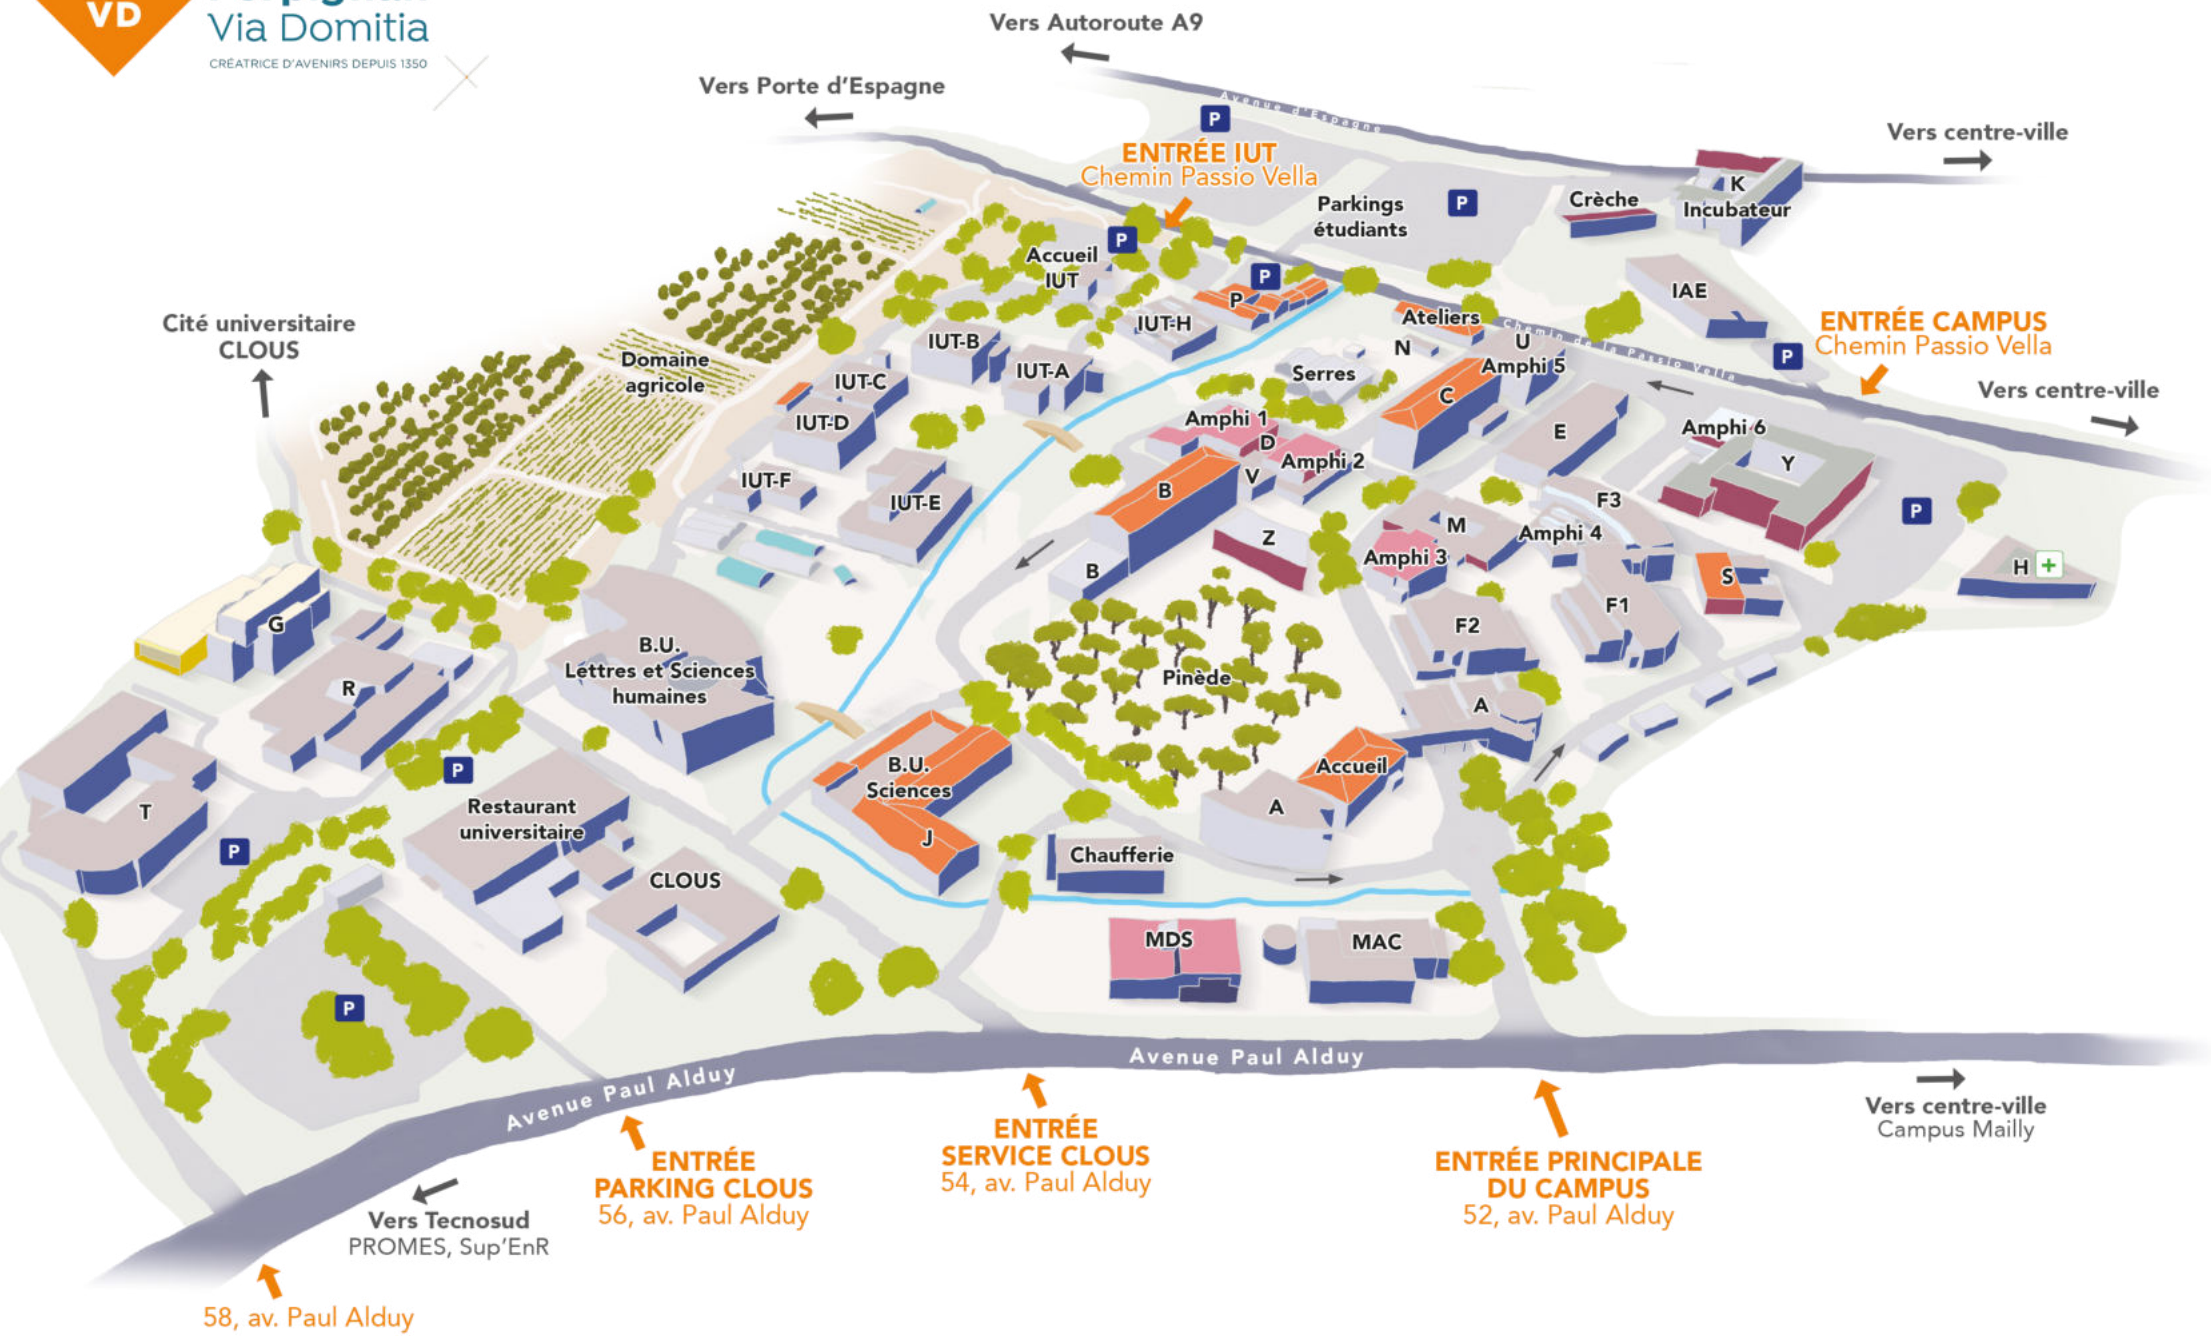 VD
Via Domitia
CRÉATRICE D'AVENIRS DEPUIS 1350
Vers Autoroute A9
Vers Porte d'Espagne
Avenue d'Espagne
Vers centre-ville
P
ENTRÉE IUT
Chemin Passio Vella
Parkings
étudiants
P
Crèche
K
Incubateur
P
Accueil
IUT
P
P
IUT-H
IAE
Ateliers
U
Amphi 5
N
Chemin de la Passio Vella
ENTRÉE CAMPUS
Chemin Passio Vella
P
Vers centre-ville
Cité universitaire
CLOUS
Domaine
agricole
IUT-B
IUT-A
IUT-C
IUT-D
IUT-F
IUT-E
Serres
C
Amphi 1
D
Amphi 2
V
B
B
Z
E
Amphi 6
Y
F3
M
Amphi 4
Amphi 3
P
S
H
F1
F2
A
G
R
B.U.
Lettres et Sciences
humaines
Pinède
Accueil
A
B.U.
Sciences
J
Chaufferie
T
P
P
Restaurant
universitaire
CLOUS
P
MDS
MAC
Avenue Paul Alduy
Avenue Paul Alduy
Vers centre-ville
Campus Mailly
ENTRÉE
PARKING CLOUS
56, av. Paul Alduy
ENTRÉE
SERVICE CLOUS
54, av. Paul Alduy
ENTRÉE PRINCIPALE
DU CAMPUS
52, av. Paul Alduy
Vers Tecnosud
PROMES, Sup'EnR
58, av. Paul Alduy